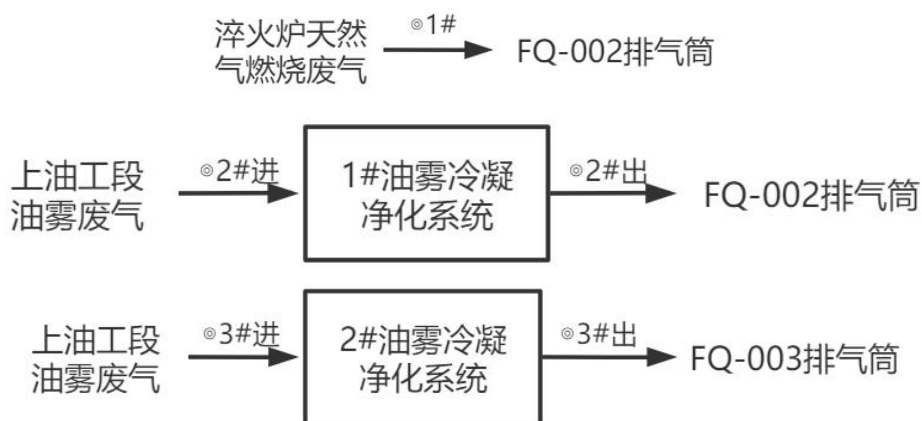 淬火炉天然
气燃烧废气
◎1#
FQ-002排气筒
上油工段
油雾废气
◎2#进
1#油雾冷凝
净化系统
◎2#出
FQ-002排气筒
上油工段
油雾废气
◎3#进
2#油雾冷凝
净化系统
◎3#出
FQ-003排气筒